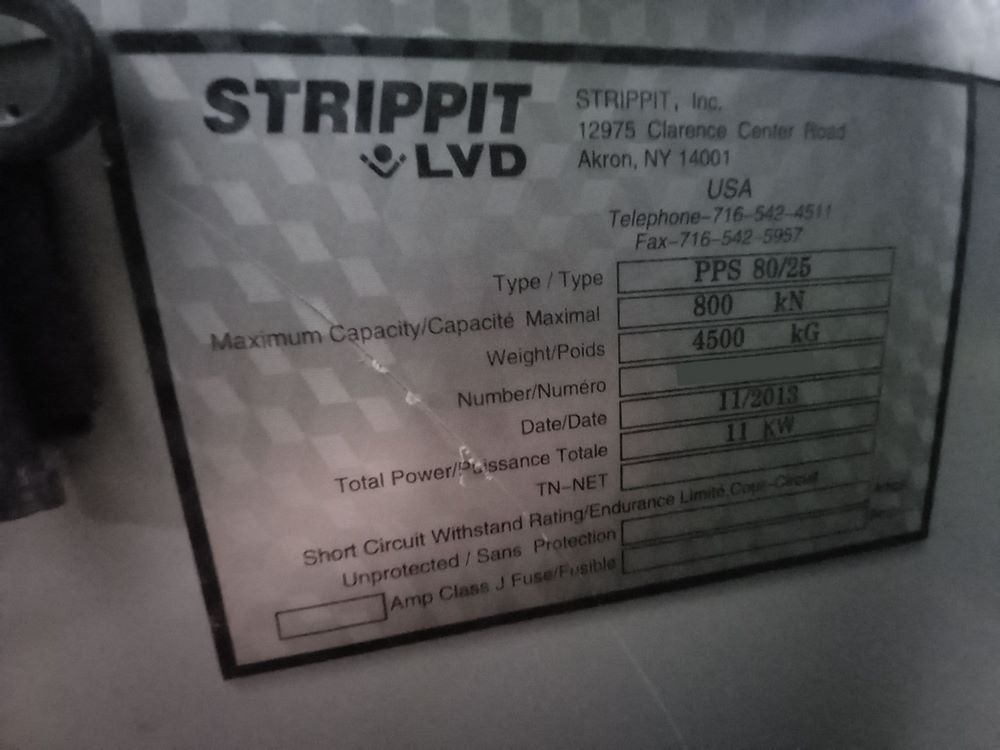 STRIPPIT
LVD
STRIPPIT, Inc.
12975 Clarence Center Road
Akron, NY 14001
USA
Telephone-716-542-4511
Fax-716-542-5957
Type / Type PPS 80/25
Maximum Capacity/Capacité Maximal 800 kN
Weight/Poids 4500 kG
Number/Numéro
Date/Date 11/2013
Total Power/Puissance Totale 11 KW
TN-NET
Short Circuit Withstand Rating/Endurance Limité Cour-Circuit
Unprotected / Sans Protection
Amp Class J Fuse/Fusible